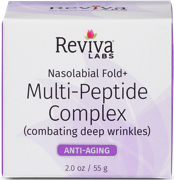 Reviva
LABS
Nasolabial Fold+
Multi-Peptide
Complex
(combating deep wrinkles)
ANTI-AGING
2.0 oz / 55 g